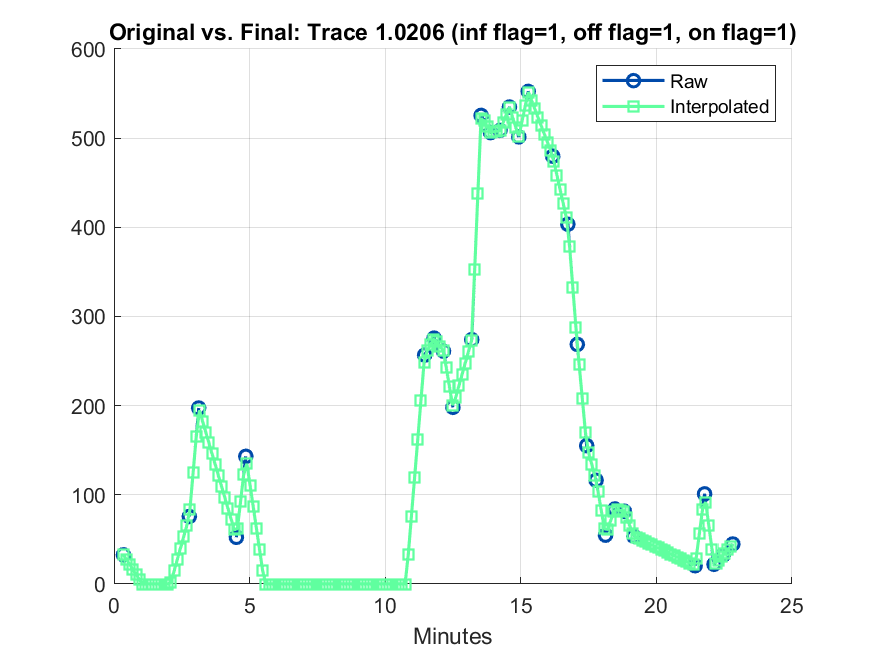 Original vs. Final: Trace 1.0206 (inf flag=1, off flag=1, on flag=1)
600
500
400
300
200
100
0
Raw
Interpolated
0 5 10 15 20 25
Minutes